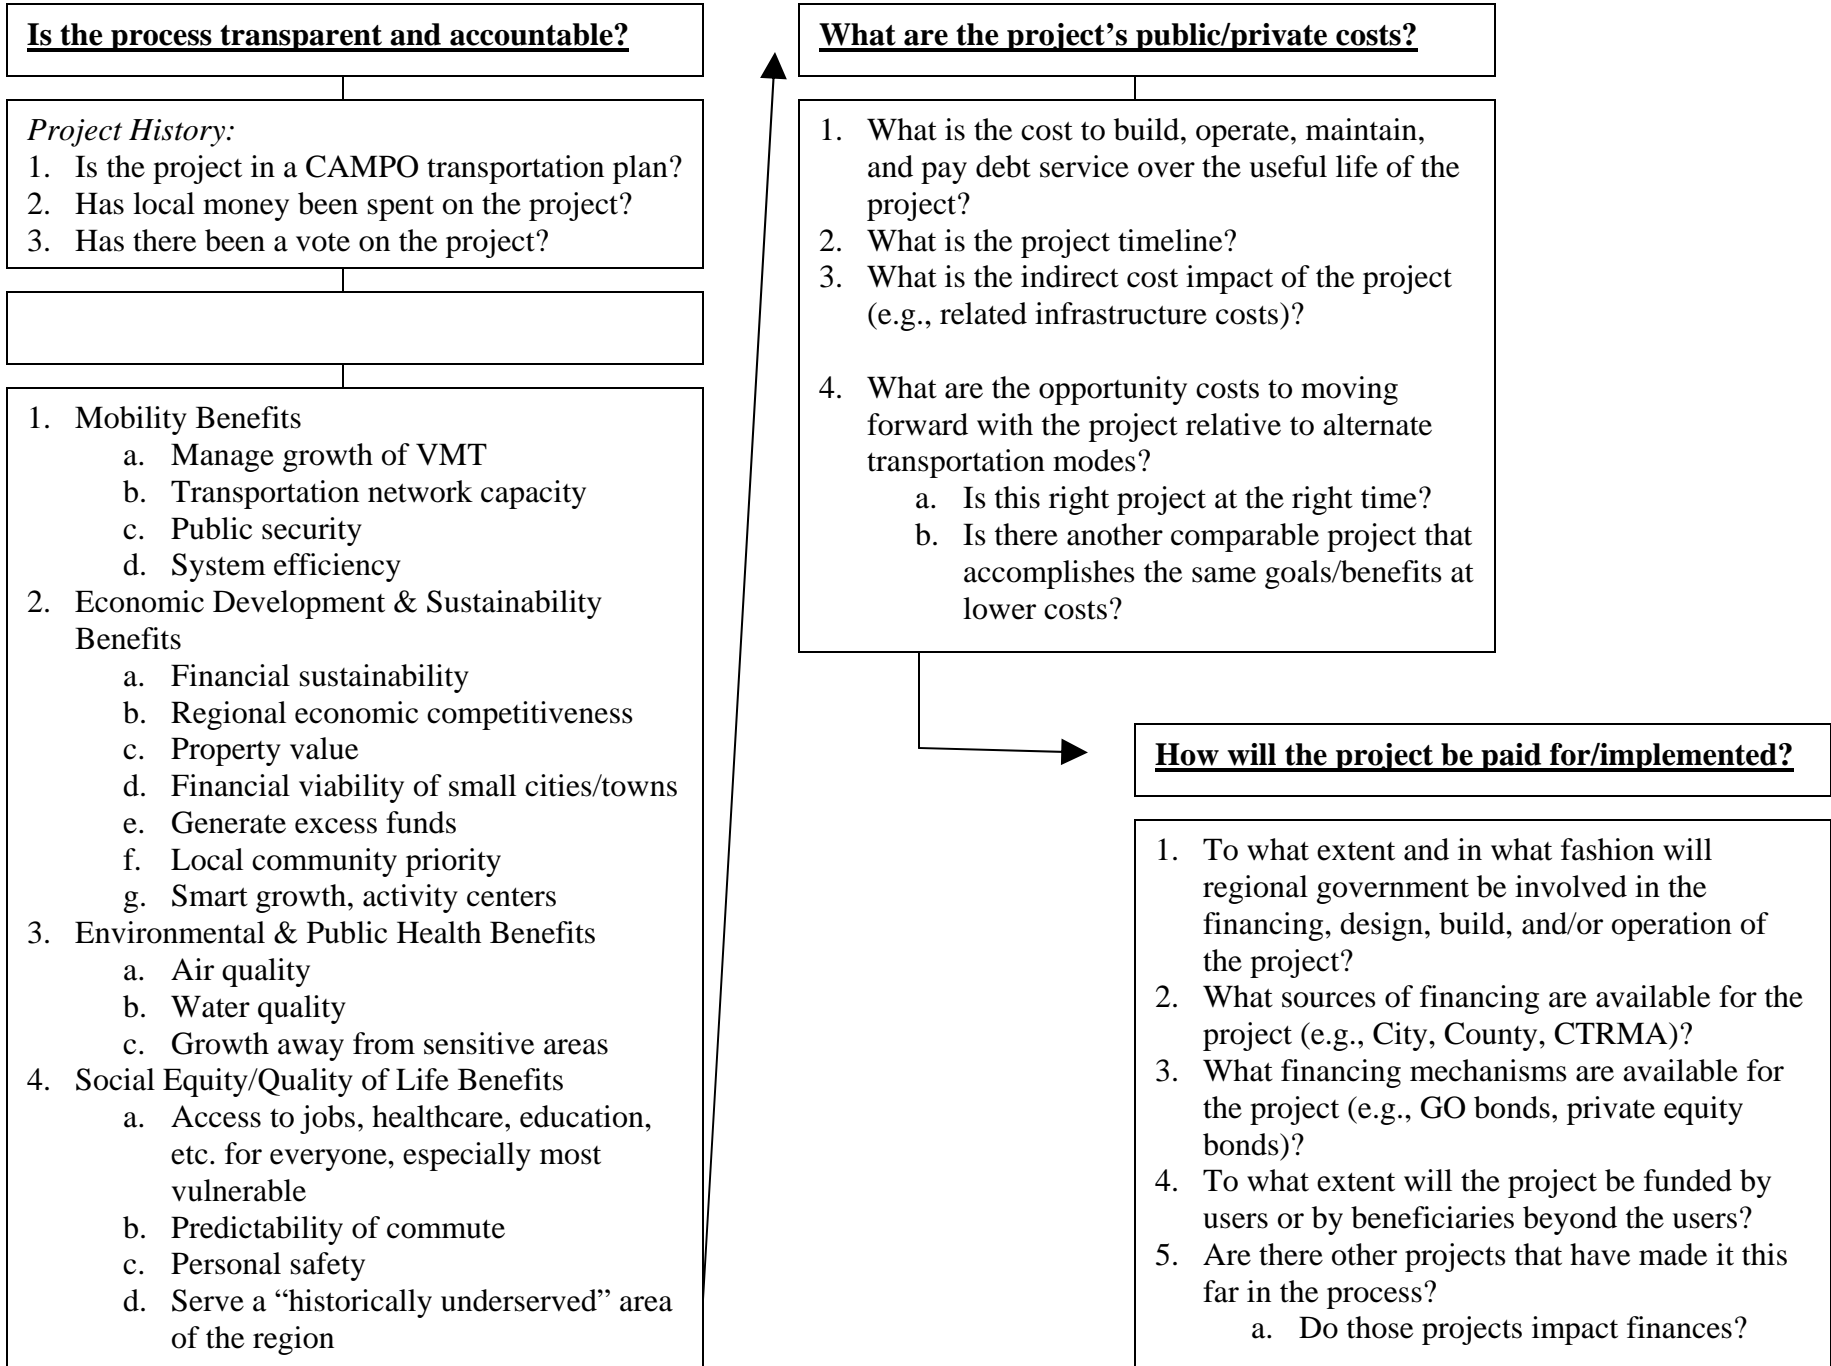 Is the process transparent and accountable?
Project History:
1. Is the project in a CAMPO transportation plan?
2. Has local money been spent on the project?
3. Has there been a vote on the project?
1. Mobility Benefits
a. Manage growth of VMT
b. Transportation network capacity
c. Public security
d. System efficiency
2. Economic Development & Sustainability
Benefits
a. Financial sustainability
b. Regional economic competitiveness
c. Property value
d. Financial viability of small cities/towns
e. Generate excess funds
f. Local community priority
g. Smart growth, activity centers
3. Environmental & Public Health Benefits
a. Air quality
b. Water quality
c. Growth away from sensitive areas
4. Social Equity/Quality of Life Benefits
a. Access to jobs, healthcare, education,
etc. for everyone, especially most
vulnerable
b. Predictability of commute
c. Personal safety
d. Serve a “historically underserved” area
of the region
What are the project’s public/private costs?
1. What is the cost to build, operate, maintain,
and pay debt service over the useful life of the
project?
2. What is the project timeline?
3. What is the indirect cost impact of the project
(e.g., related infrastructure costs)?
4. What are the opportunity costs to moving
forward with the project relative to alternate
transportation modes?
a. Is this right project at the right time?
b. Is there another comparable project that
accomplishes the same goals/benefits at
lower costs?
How will the project be paid for/implemented?
1. To what extent and in what fashion will
regional government be involved in the
financing, design, build, and/or operation of
the project?
2. What sources of financing are available for the
project (e.g., City, County, CTRMA)?
3. What financing mechanisms are available for
the project (e.g., GO bonds, private equity
bonds)?
4. To what extent will the project be funded by
users or by beneficiaries beyond the users?
5. Are there other projects that have made it this
far in the process?
a. Do those projects impact finances?